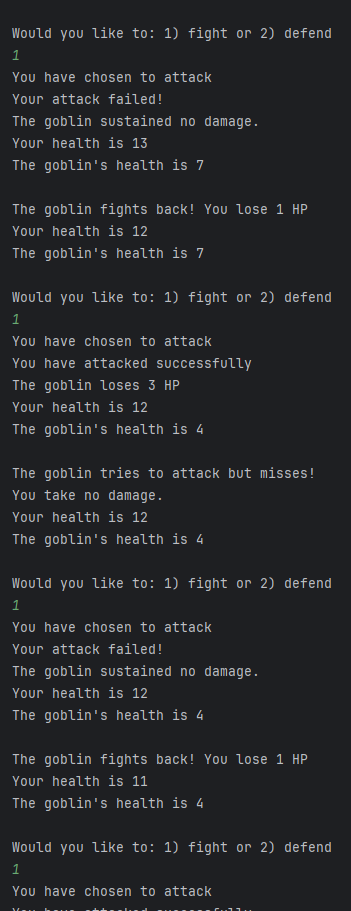 Would you like to: 1) fight or 2) defend
1
You have chosen to attack
Your attack failed!
The goblin sustained no damage.
Your health is 13
The goblin's health is 7
The goblin fights back! You lose 1 HP
Your health is 12
The goblin's health is 7
Would you like to: 1) fight or 2) defend
1
You have chosen to attack
You have attacked successfully
The goblin loses 3 HP
Your health is 12
The goblin's health is 4
The goblin tries to attack but misses!
You take no damage.
Your health is 12
The goblin's health is 4
Would you like to: 1) fight or 2) defend
1
You have chosen to attack
Your attack failed!
The goblin sustained no damage.
Your health is 12
The goblin's health is 4
The goblin fights back! You lose 1 HP
Your health is 11
The goblin's health is 4
Would you like to: 1) fight or 2) defend
1
You have chosen to attack
You have attacked successfully